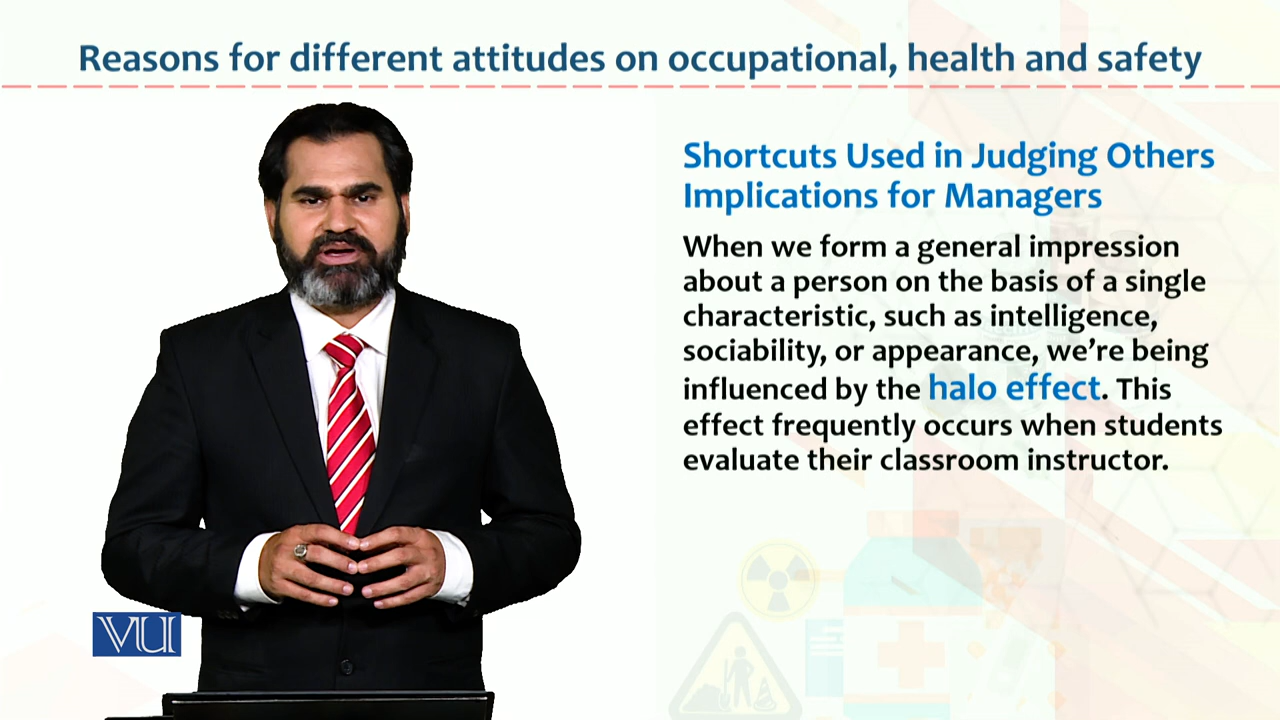 Reasons for different attitudes on occupational, health and safety
Shortcuts Used in Judging Others
Implications for Managers
When we form a general impression
about a person on the basis of a single
characteristic, such as intelligence,
sociability, or appearance, we’re being
influenced by the halo effect. This
effect frequently occurs when students
evaluate their classroom instructor.
VU